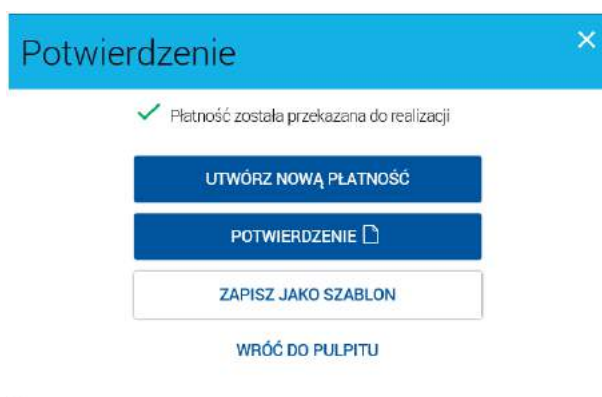 Potwierdzenie
Płatność została przekazana do realizacji
UTWÓRZ NOWĄ PŁATNOŚĆ
POTWIERDZENIE
ZAPISZ JAKO SZABLON
WRÓĆ DO PULPITU